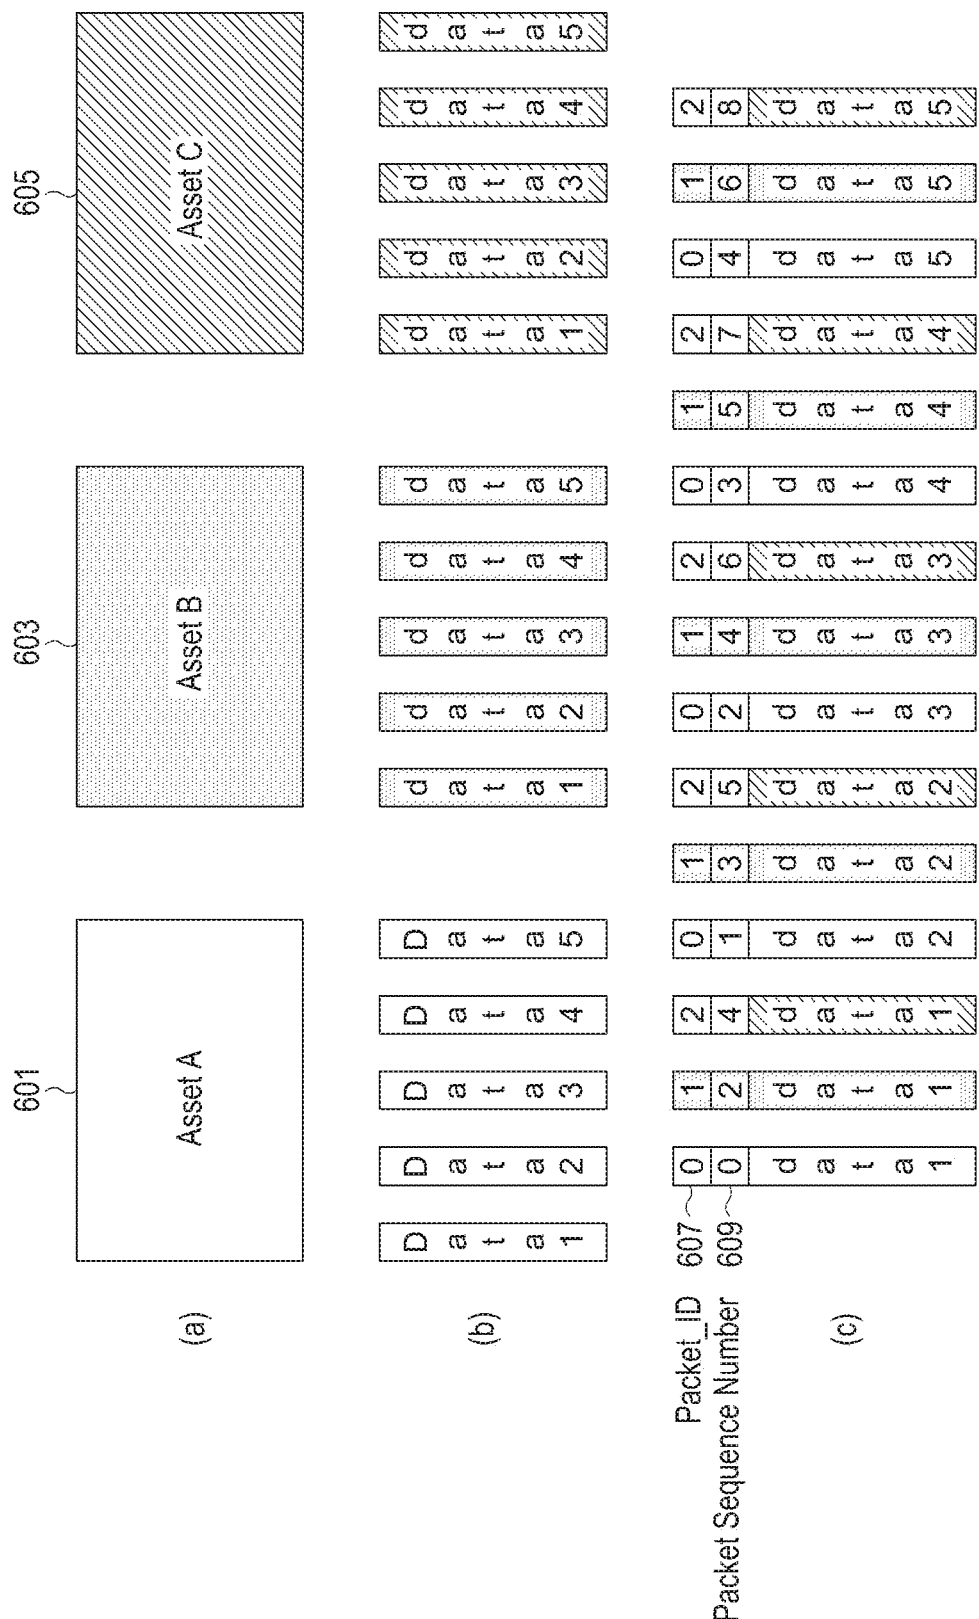 601
603
605
Asset A
Asset B
Asset C
(a)
(b)
Data1
Data2
Data3
Data4
Data5
data1
data2
data3
data4
data5
data1
data2
data3
data4
data5
Packet_ID 607
0 1 2 0 1 2 0 1 2 0 1 2 0 1 2
Packet Sequence Number 609
0 2 4 1 3 5 2 4 6 3 5 7 4 6 8
(c)
data1
data1
data1
data2
data2
data2
data3
data3
data3
data4
data4
data4
data5
data5
data5